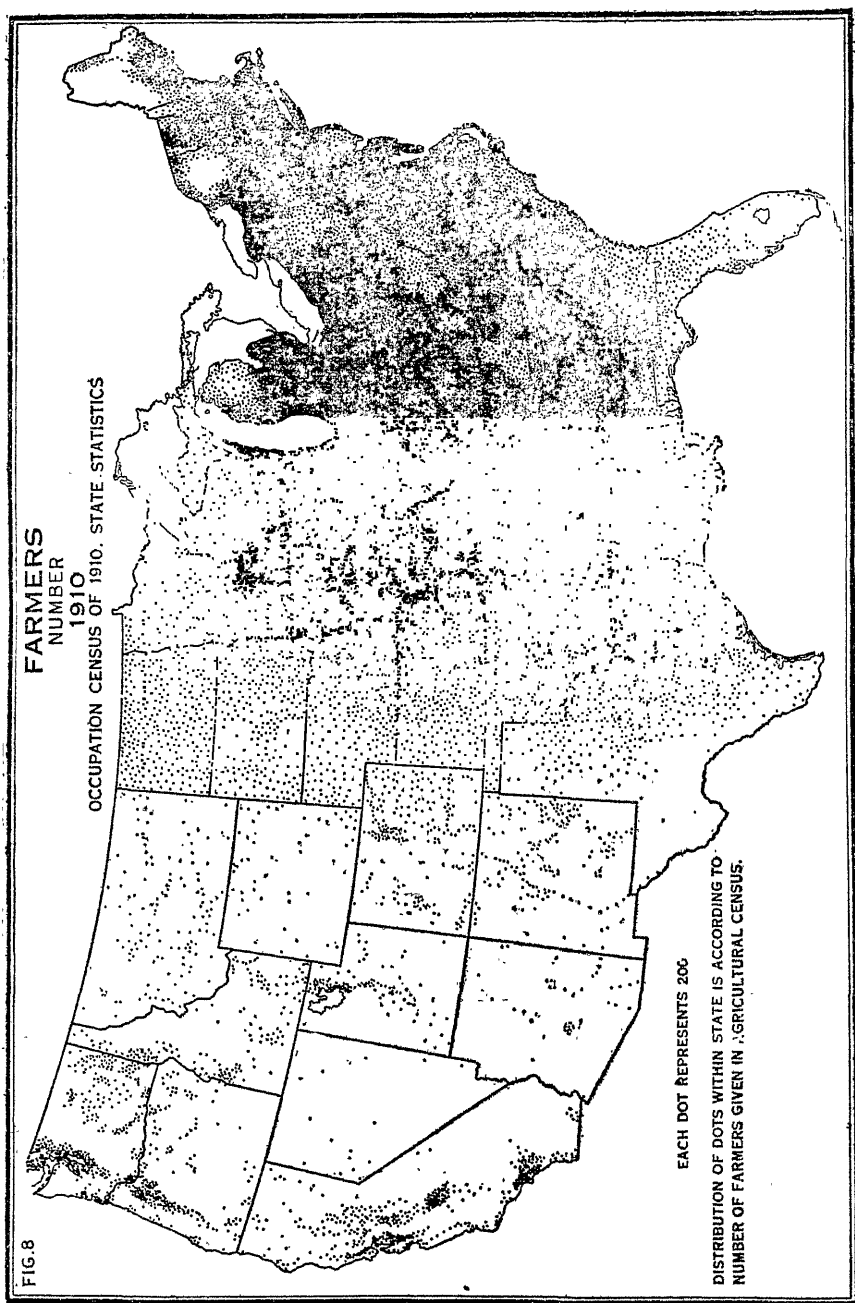 FIG.8
FARMERS
NUMBER
1910
OCCUPATION CENSUS OF 1910, STATE STATISTICS
EACH DOT REPRESENTS 200
DISTRIBUTION OF DOTS WITHIN STATE IS ACCORDING TO
NUMBER OF FARMERS GIVEN IN AGRICULTURAL CENSUS.